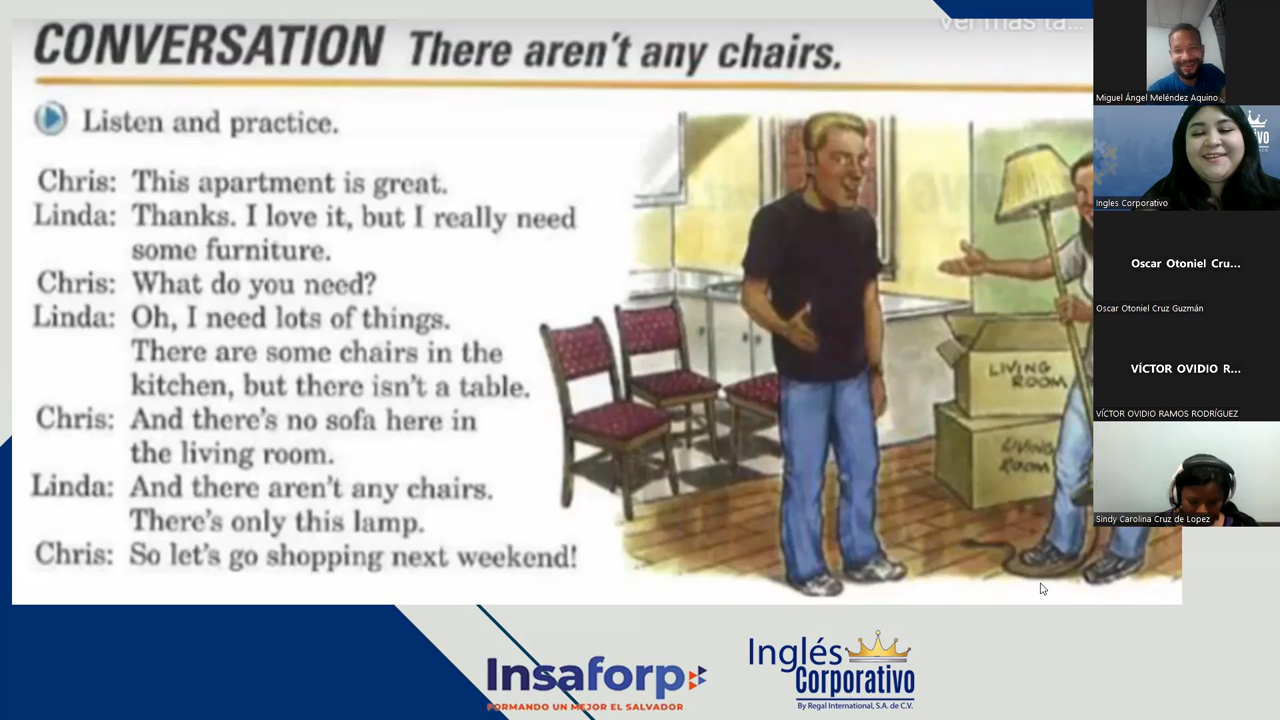 CONVERSATION There aren't any chairs.
Listen and practice.
Chris: This apartment is great.
Linda: Thanks. I love it, but I really need
some furniture.
Chris: What do you need?
Linda: Oh, I need lots of things.
There are some chairs in the
kitchen, but there isn't a table.
Chris: And there's no sofa here in
the living room.
Linda: And there aren't any chairs.
There's only this lamp.
Chris: So let's go shopping next weekend!
LIVING
ROOM
LIVING
ROOM
Ver más ta...
Miguel Ángel Meléndez Aquino
Ingles Corporativo
Oscar Otoniel Cru...
Oscar Otoniel Cruz Guzmán
VÍCTOR OVIDIO R...
VÍCTOR OVIDIO RAMOS RODRÍGUEZ
Sindy Carolina Cruz de Lopez
Insaforp
FORMANDO UN MEJOR EL SALVADOR
Inglés
Corporativo
By Regal International, S.A. de C.V.